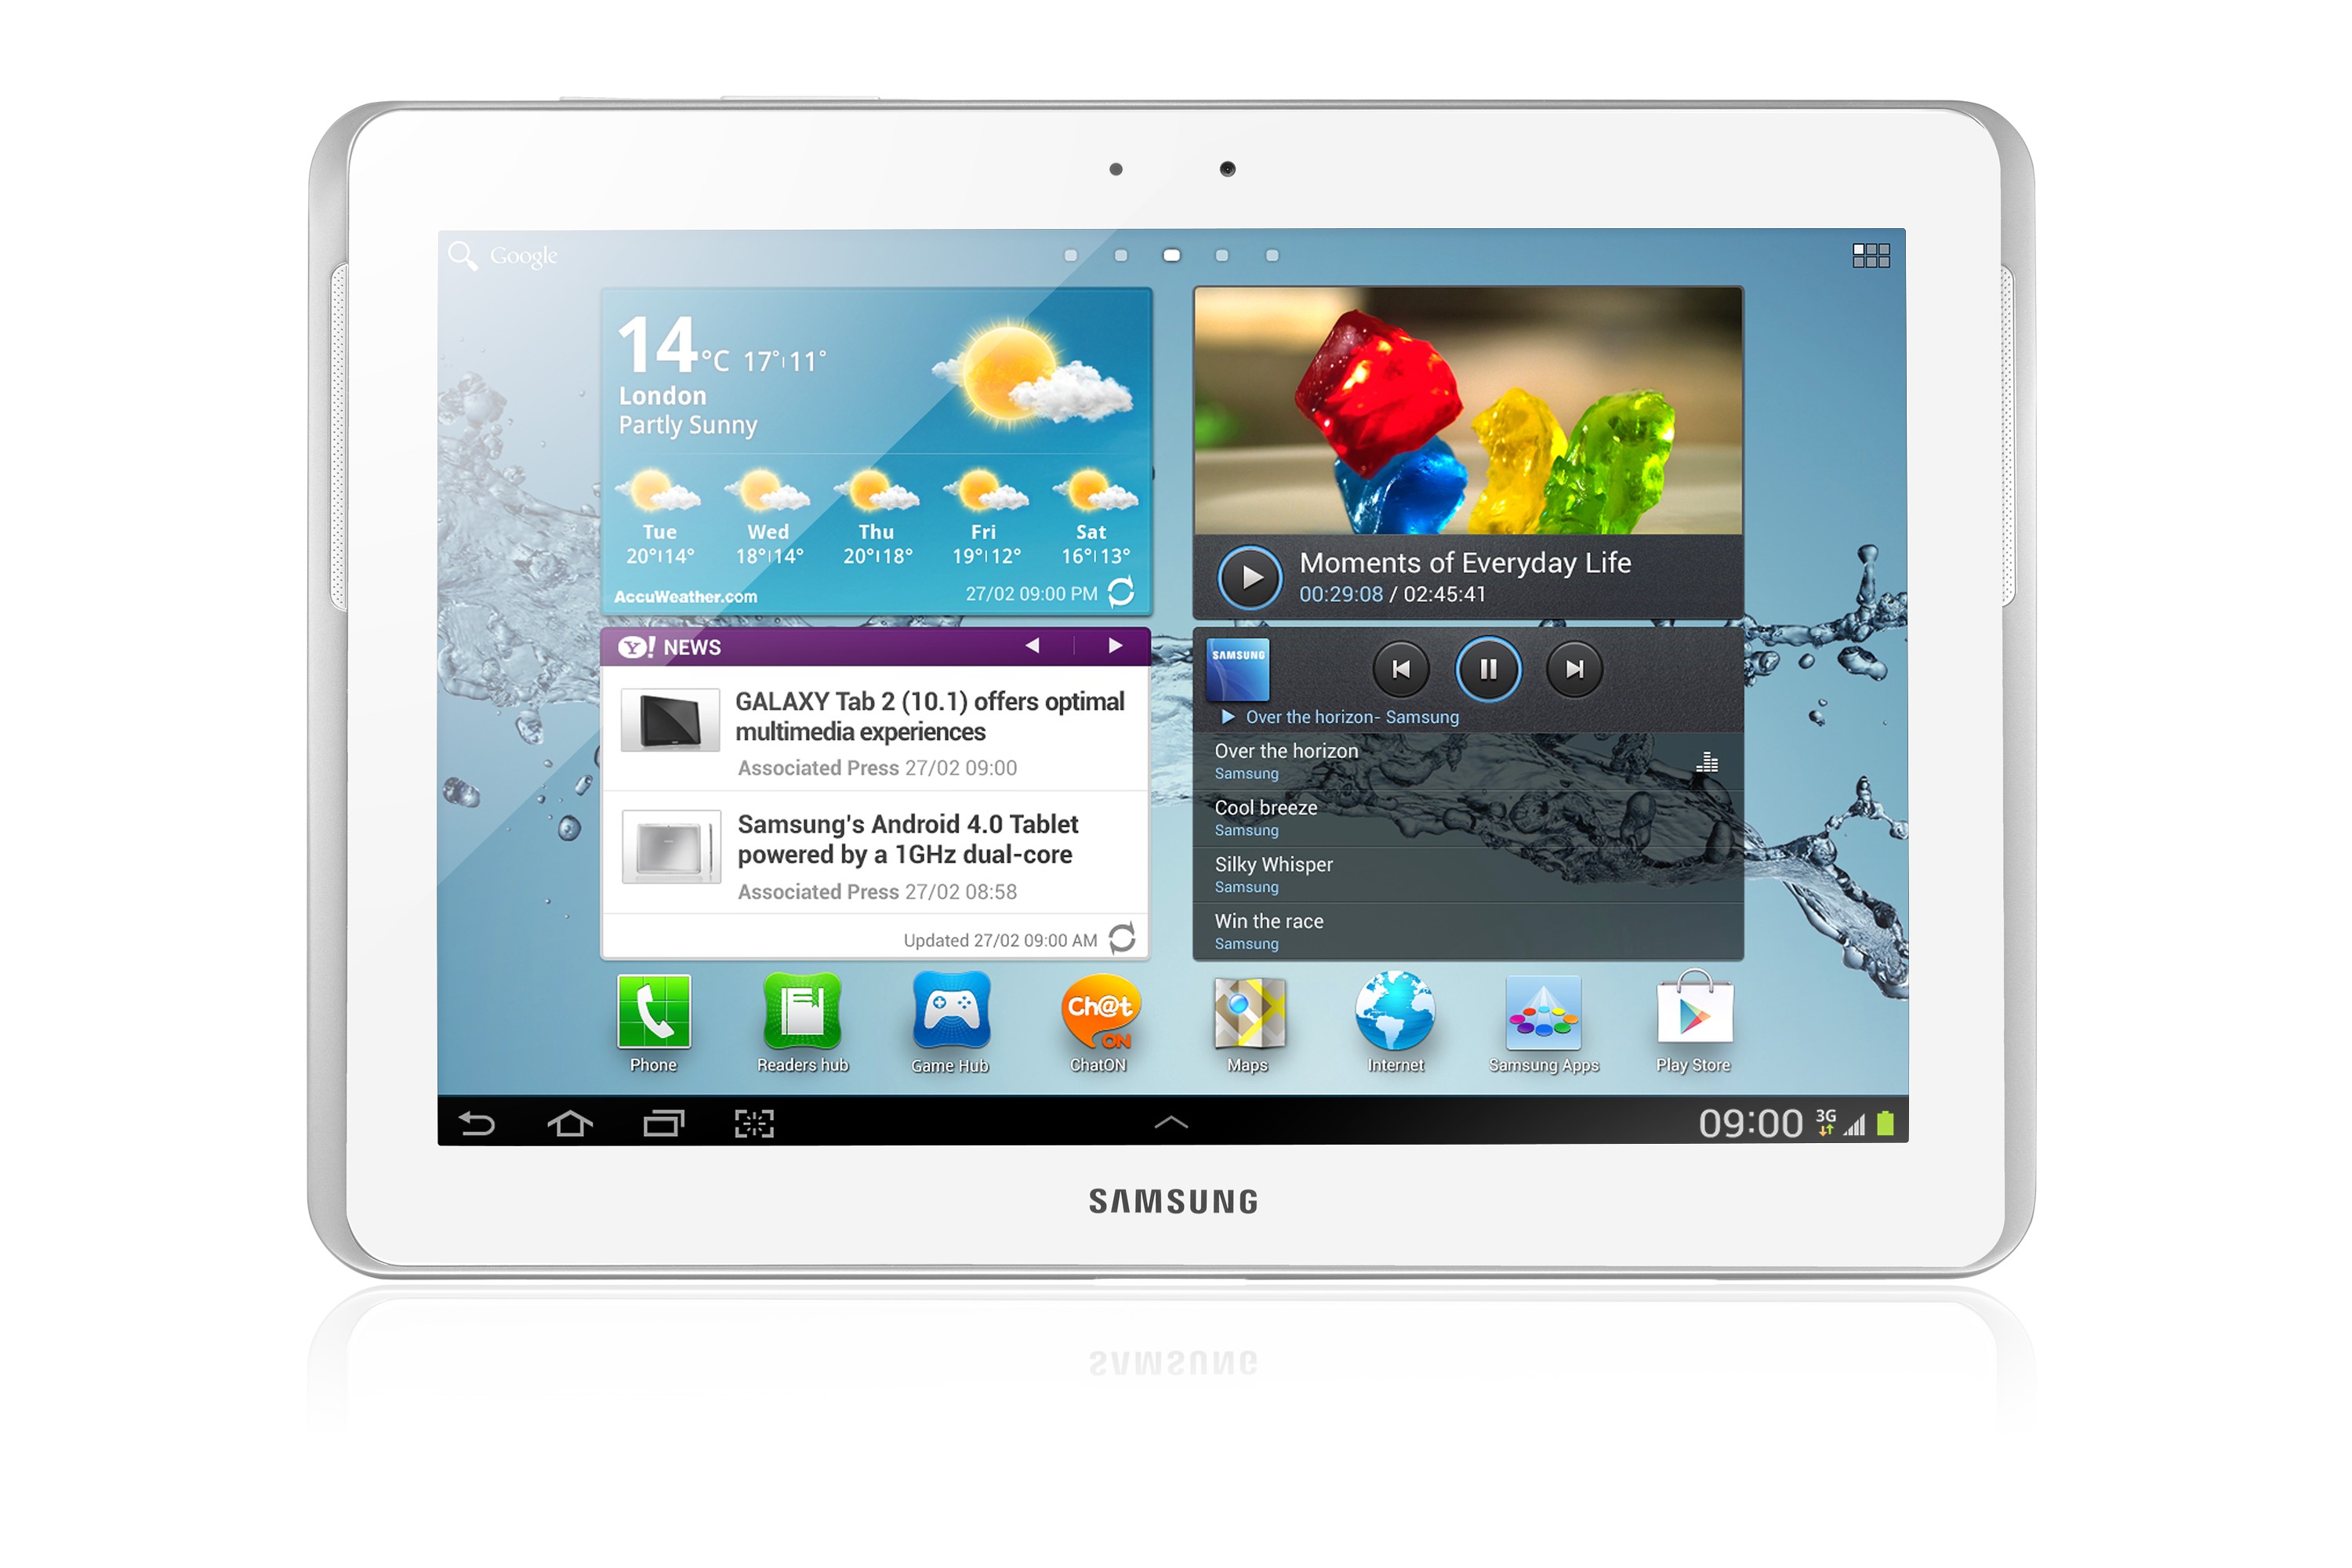 Google
14°C 17° 11°
London
Partly Sunny
Tue Wed Thu Fri Sat
20° 14° 18° 14° 20° 18° 19° 12° 16° 13°
AccuWeather.com 27/02 09:00 PM
Moments of Everyday Life
00:29:08 / 02:45:41
Y! NEWS
GALAXY Tab 2 (10.1) offers optimal
multimedia experiences
Associated Press 27/02 09:00
Samsung's Android 4.0 Tablet
powered by a 1GHz dual-core
Associated Press 27/02 08:58
Updated 27/02 09:00 AM
SAMSUNG
Over the horizon- Samsung
Over the horizon
Samsung
Cool breeze
Samsung
Silky Whisper
Samsung
Win the race
Samsung
Ch@t
ON
Phone Readers hub Game Hub ChatON Maps Internet Samsung Apps Play Store
09:00 3G
SAMSUNG
SAMSUNG